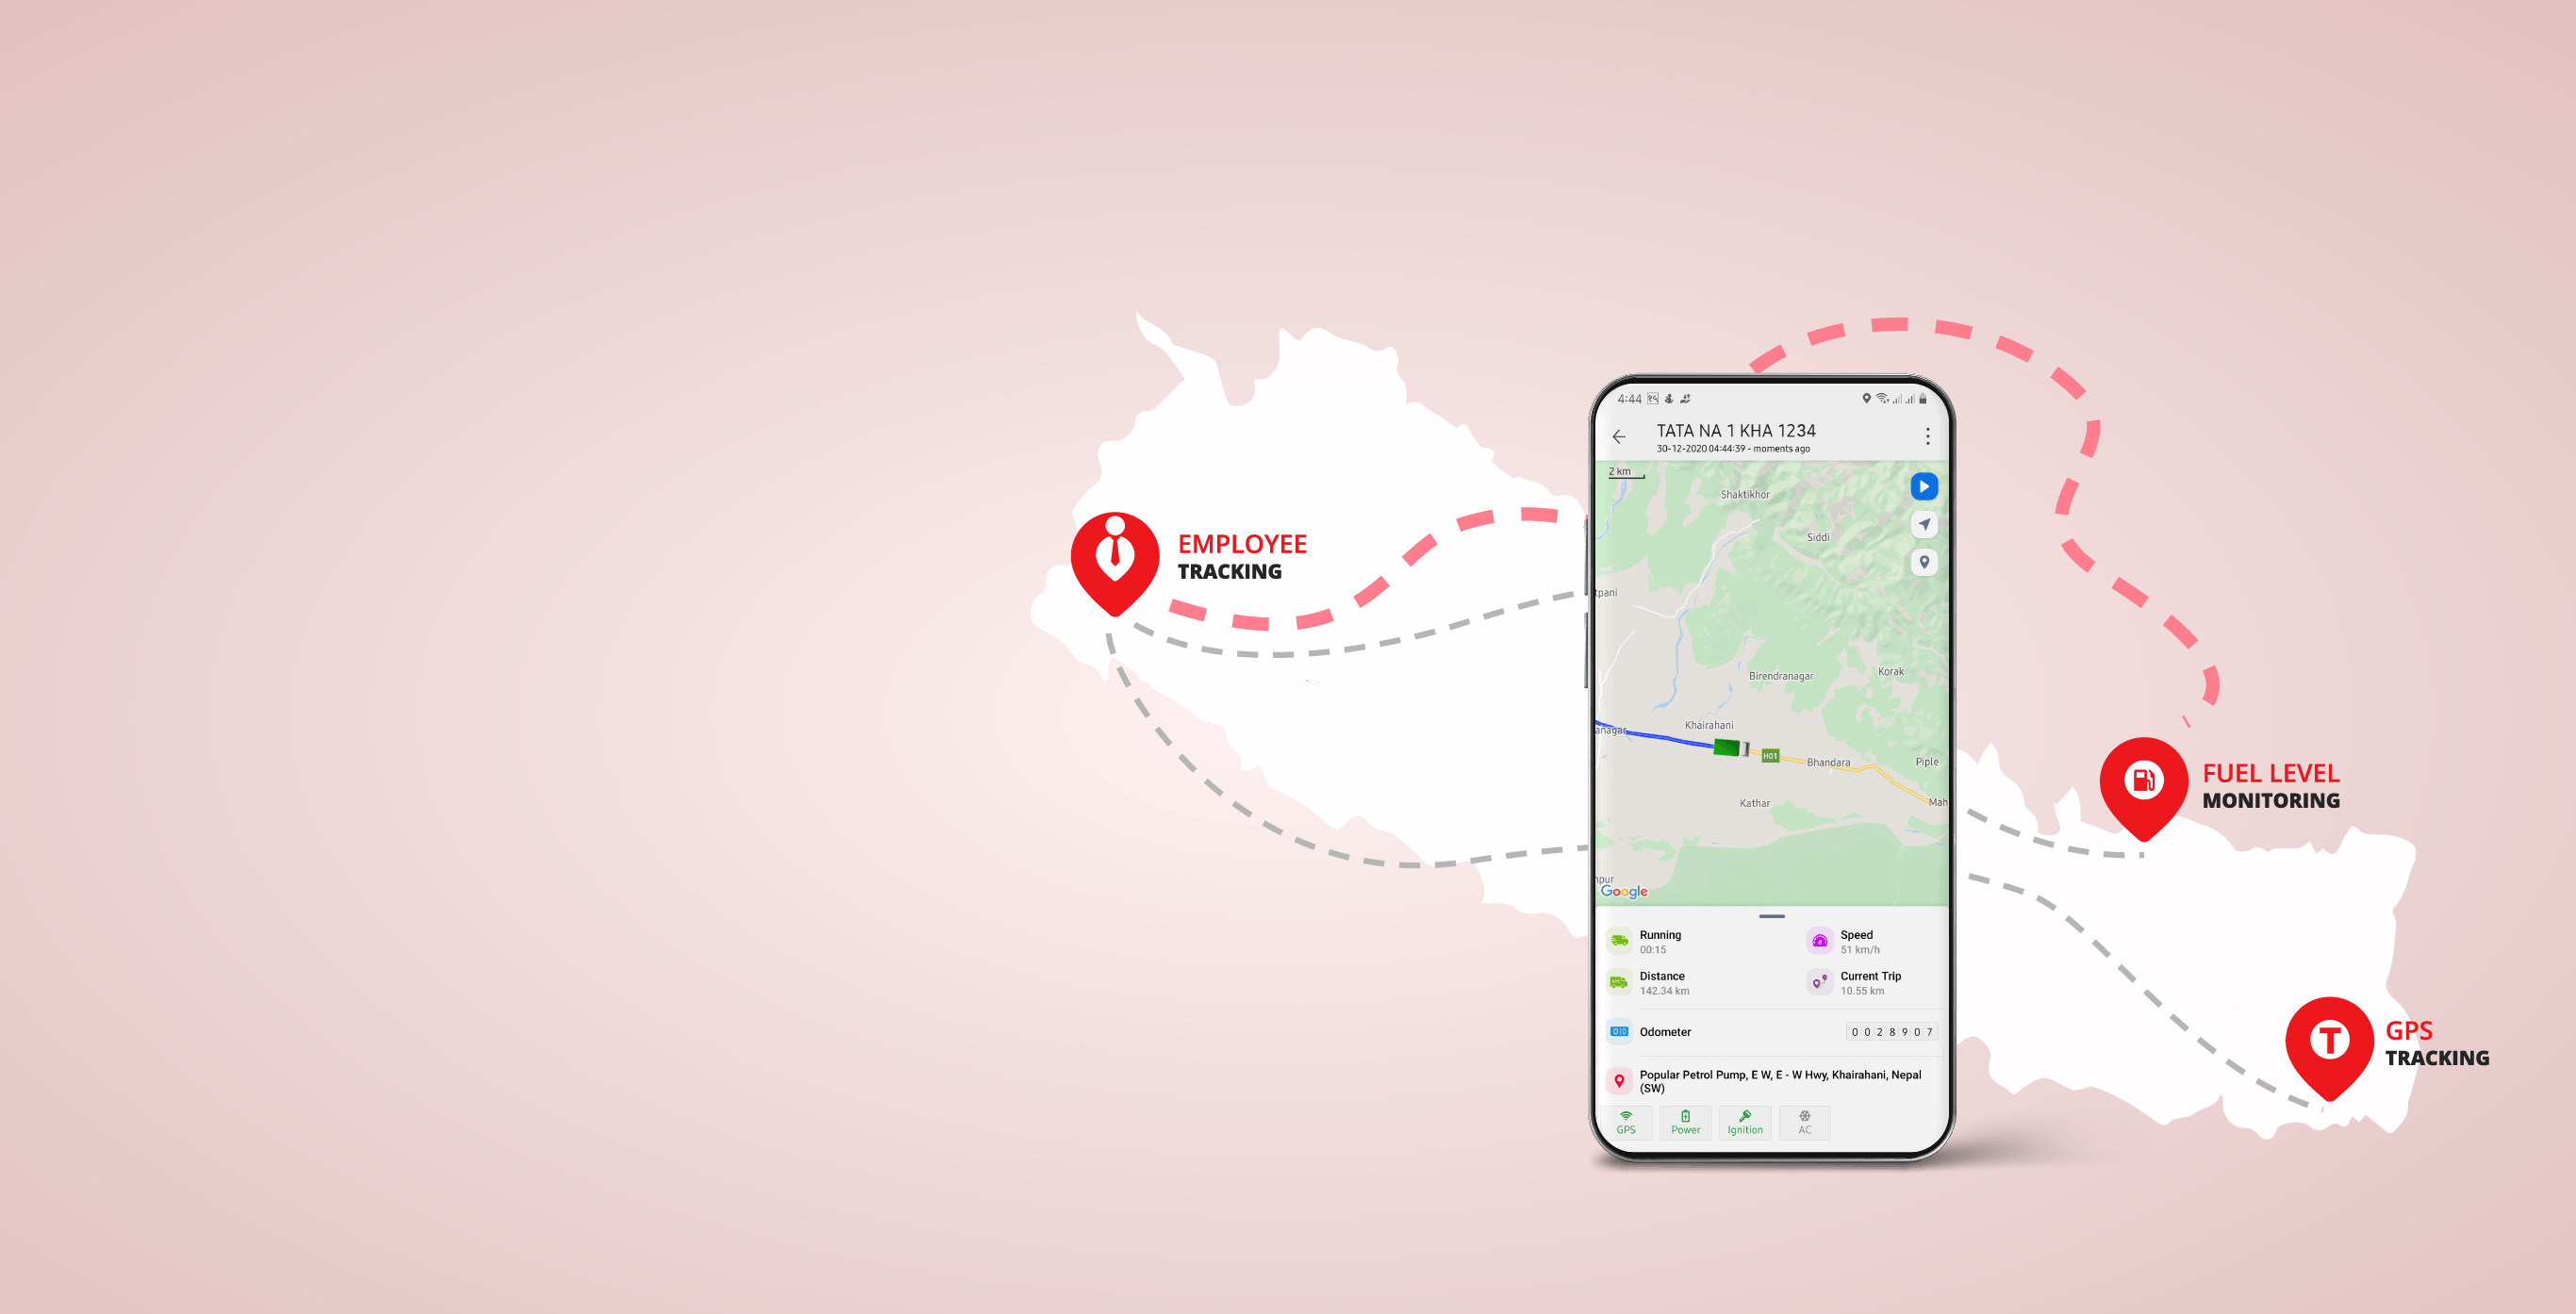 EMPLOYEE
TRACKING
4:44
TATA NA 1 KHA 1234
30-12-2020 04:44:39 - moments ago
2 km
Shaktikhor
Siddi
tpani
Birendranagar
Korak
Khairahani
anagar
H01
Bhandara
Piple
Kathar
Mah
npur
Google
Running
00:15
Speed
51 km/h
Distance
142.34 km
Current Trip
10.55 km
Odometer
0 0 2 8 9 0 7
Popular Petrol Pump, E W, E - W Hwy, Khairahani, Nepal
(SW)
GPS
Power
Ignition
AC
FUEL LEVEL
MONITORING
T
GPS
TRACKING